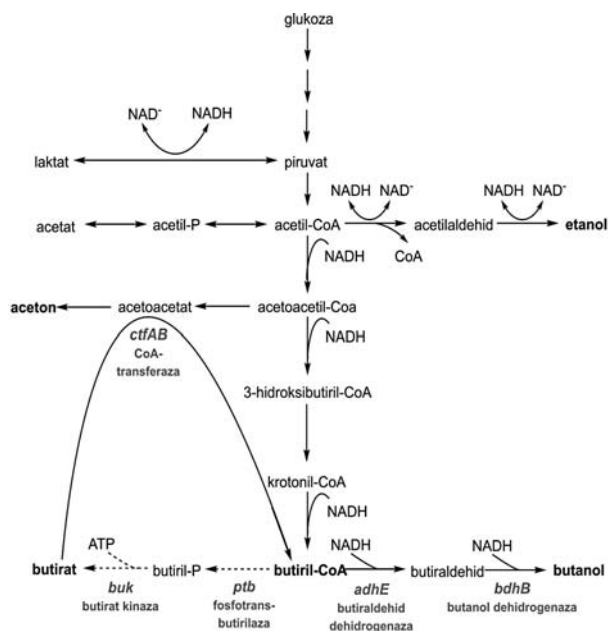 glukoza
NAD⁻ NADH
laktat piruvat
NADH NAD⁻ NADH NAD⁻
acetat acetil-P acetil-CoA acetilaldehid etanol
NADH CoA
aceton acetoacetat acetoacetil-Coa
ctfAB
CoA-
transferaza
NADH
3-hidroksibutiril-CoA
krotonil-CoA
NADH
ATP NADH NADH
butirat butiril-P butiril-CoA butiraldehid butanol
buk ptb adhE bdhB
butirat kinaza fosfotrans- butiraldehid butanol dehidrogenaza
butirilaza dehidrogenaza